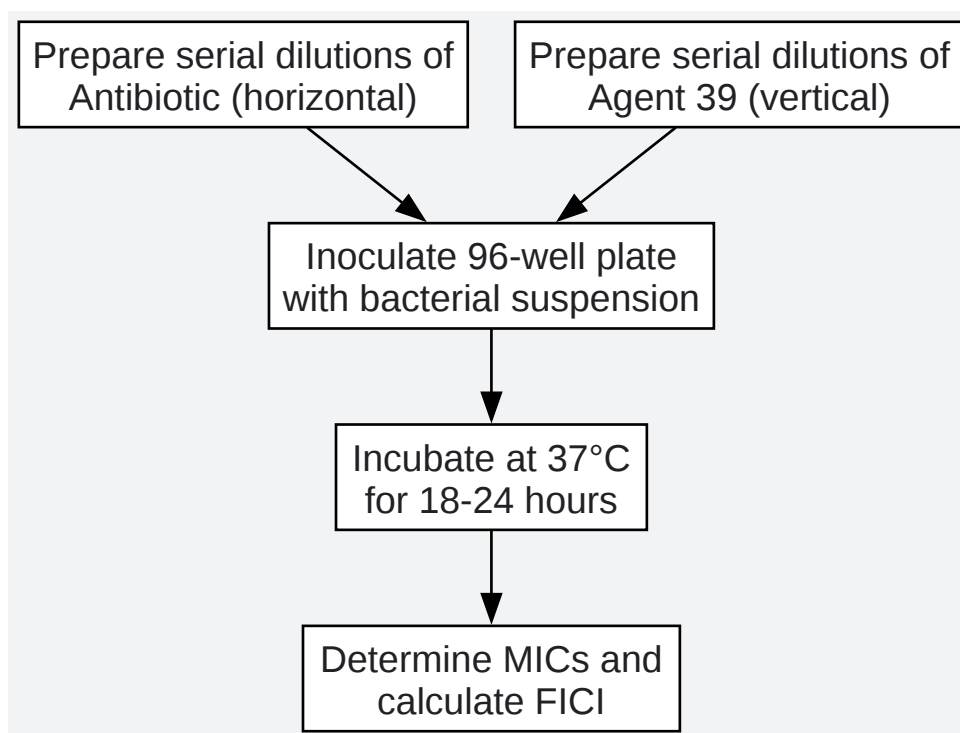 Prepare serial dilutions of
Antibiotic (horizontal)
Prepare serial dilutions of
Agent 39 (vertical)
Inoculate 96-well plate
with bacterial suspension
Incubate at 37°C
for 18-24 hours
Determine MICs and
calculate FICI